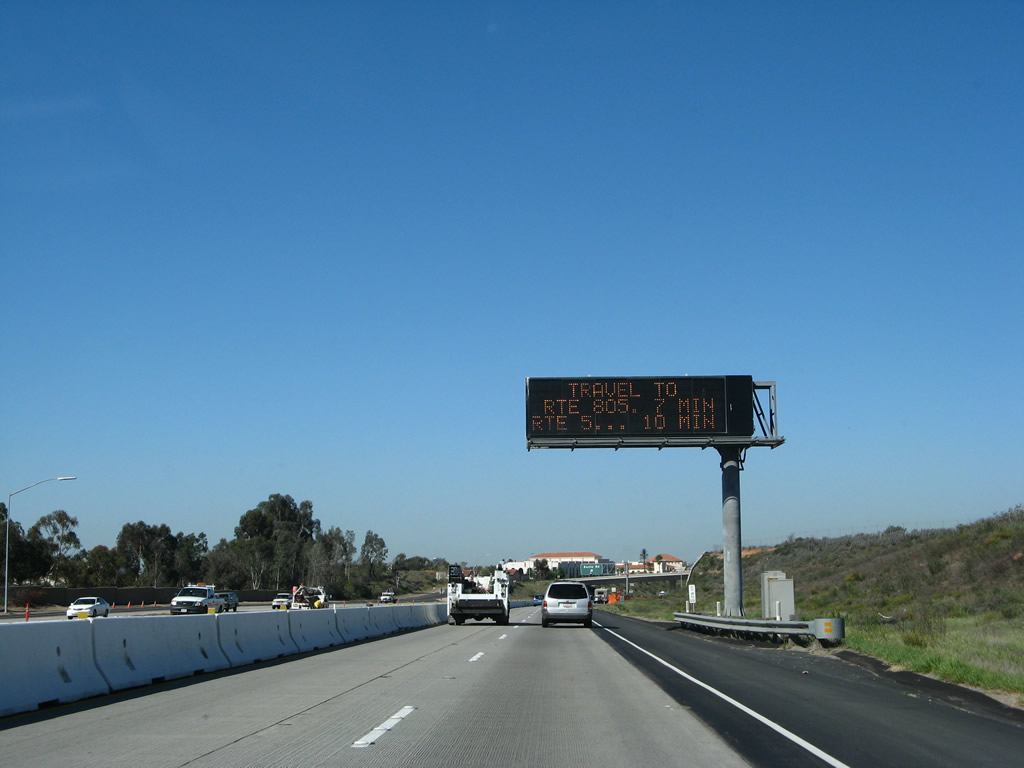 TRAVEL TO
RTE 805. 7 MIN
RTE 5... 10 MIN